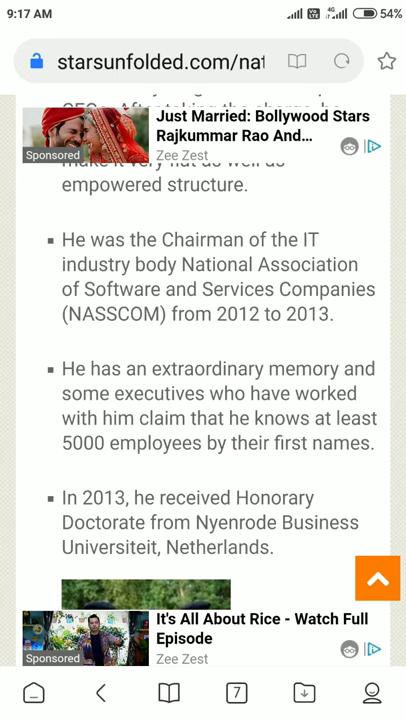 9:17 AM
Vo
LTE
4G
54%
starsunfolded.com/nat
Just Married: Bollywood Stars
Rajkummar Rao And...
Sponsored
Zee Zest
empowered structure.
▪ He was the Chairman of the IT
industry body National Association
of Software and Services Companies
(NASSCOM) from 2012 to 2013.
▪ He has an extraordinary memory and
some executives who have worked
with him claim that he knows at least
5000 employees by their first names.
▪ In 2013, he received Honorary
Doctorate from Nyenrode Business
Universiteit, Netherlands.
It's All About Rice - Watch Full
Episode
Sponsored
Zee Zest
7